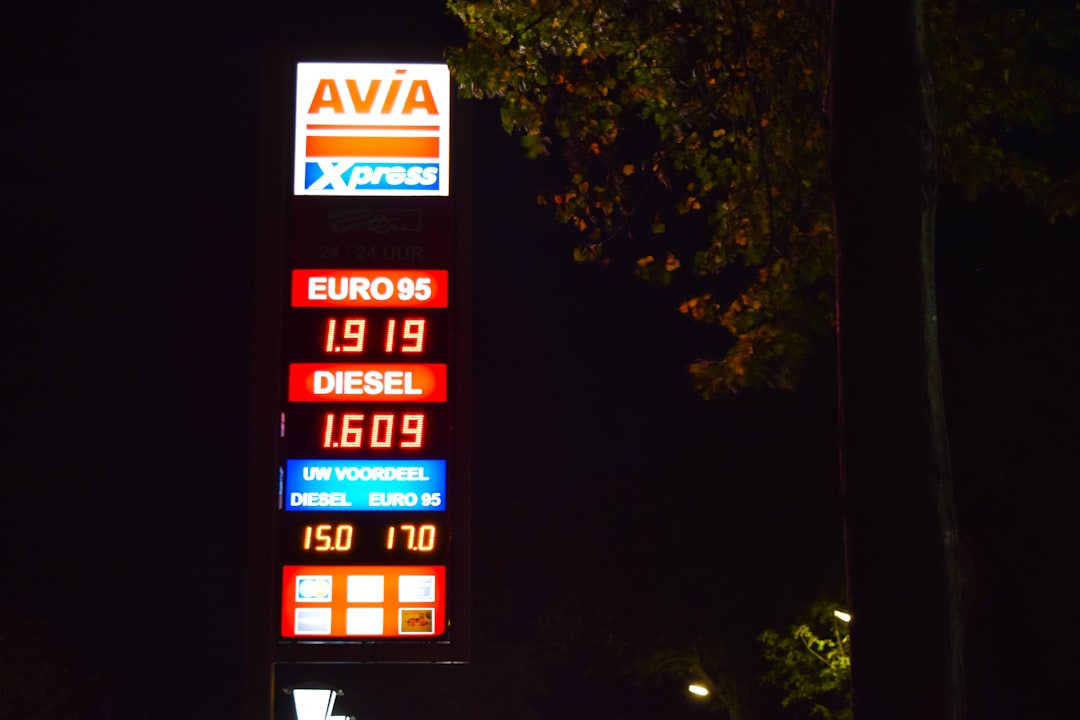 AVIA
Xpress
24 / 24 UUR
EURO 95
1.919
DIESEL
1.609
UW VOORDEEL
DIESEL EURO 95
15.0 17.0